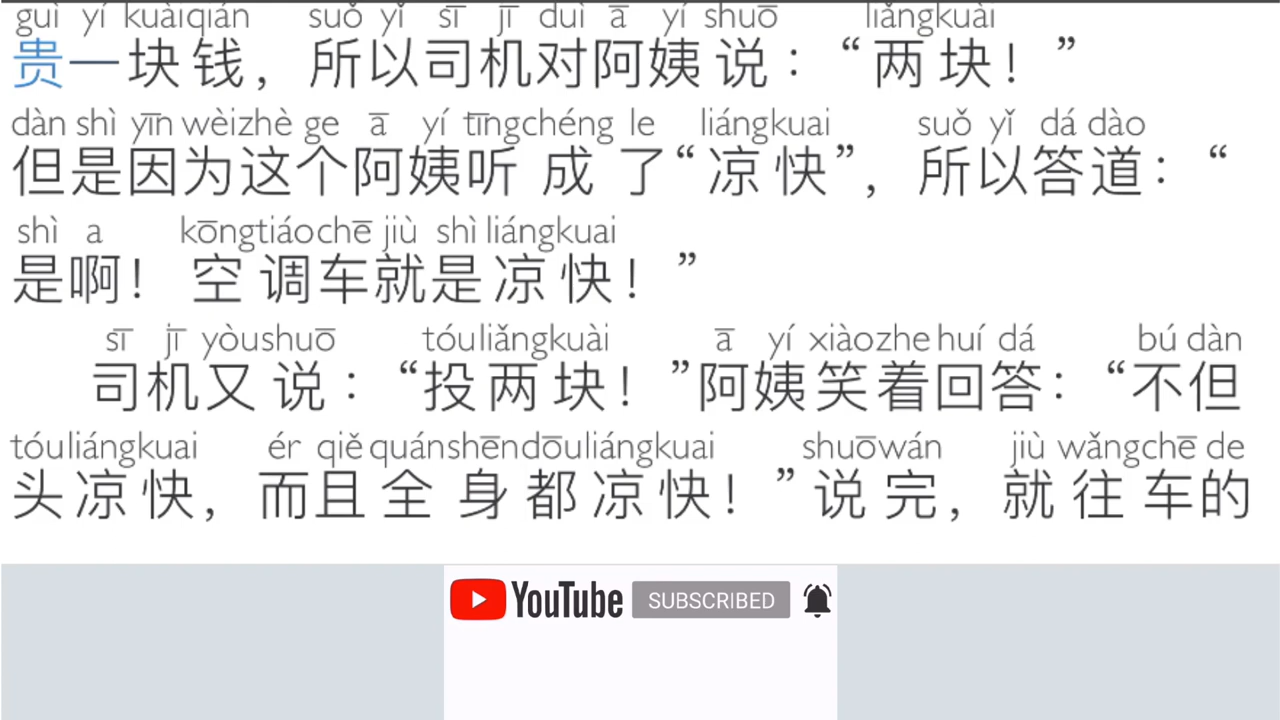 guì yí kuàiqián suǒ yǐ sī jī duì ā yí shuō liǎngkuài
贵一块钱，所以司机对阿姨说：“两块！”
dàn shì yīn wèizhè ge ā yí tīngchéng le liángkuai suǒ yǐ dá dào
但是因为这个阿姨听成了“凉快”，所以答道：“
shì a kōngtiáochē jiù shì liángkuai
是啊！空调车就是凉快！”
sī jī yòushuō tóuliǎngkuài ā yí xiàozhe huí dá bú dàn
司机又说：“投两块！”阿姨笑着回答：“不但
tóuliángkuai ér qiě quánshēndōuliángkuai shuōwán jiù wǎngchē de
头凉快，而且全身都凉快！”说完，就往车的
YouTube SUBSCRIBED